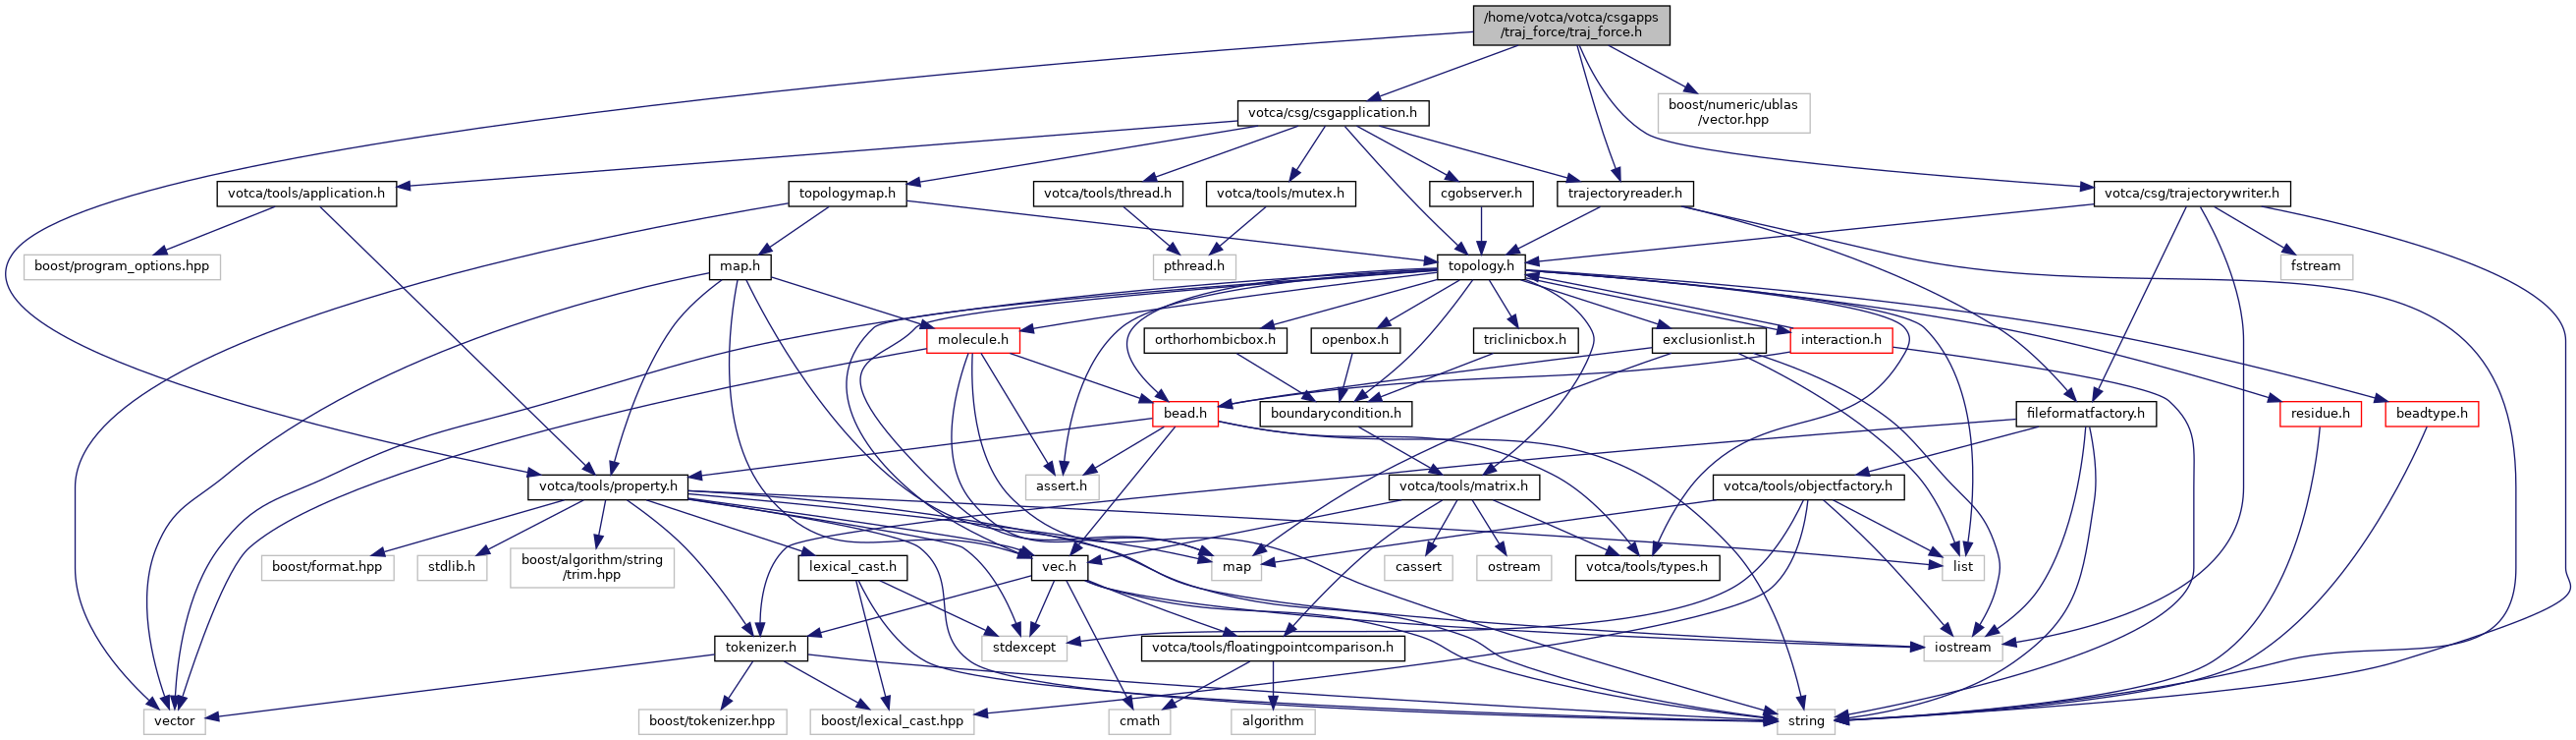 /home/votca/votca/csgapps
/traj_force/traj_force.h
votca/csg/csgapplication.h
boost/numeric/ublas
/vector.hpp
votca/tools/application.h
topologymap.h
votca/tools/thread.h
votca/tools/mutex.h
cgobserver.h
trajectoryreader.h
votca/csg/trajectorywriter.h
boost/program_options.hpp
map.h
pthread.h
topology.h
fstream
molecule.h
orthorhombicbox.h
openbox.h
triclinicbox.h
exclusionlist.h
interaction.h
bead.h
boundarycondition.h
fileformatfactory.h
residue.h
beadtype.h
votca/tools/property.h
assert.h
votca/tools/matrix.h
votca/tools/objectfactory.h
boost/format.hpp
stdlib.h
boost/algorithm/string
/trim.hpp
lexical_cast.h
vec.h
map
cassert
ostream
votca/tools/types.h
list
tokenizer.h
stdexcept
votca/tools/floatingpointcomparison.h
iostream
vector
boost/tokenizer.hpp
boost/lexical_cast.hpp
cmath
algorithm
string